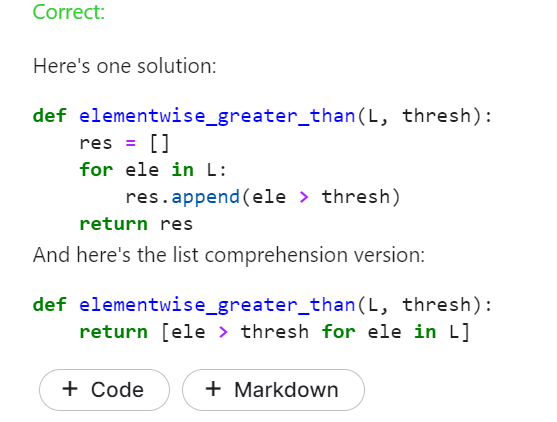 Correct:
Here's one solution:
def elementwise_greater_than(L, thresh):
    res = []
    for ele in L:
        res.append(ele > thresh)
    return res
And here's the list comprehension version:
def elementwise_greater_than(L, thresh):
    return [ele > thresh for ele in L]
+ Code + Markdown